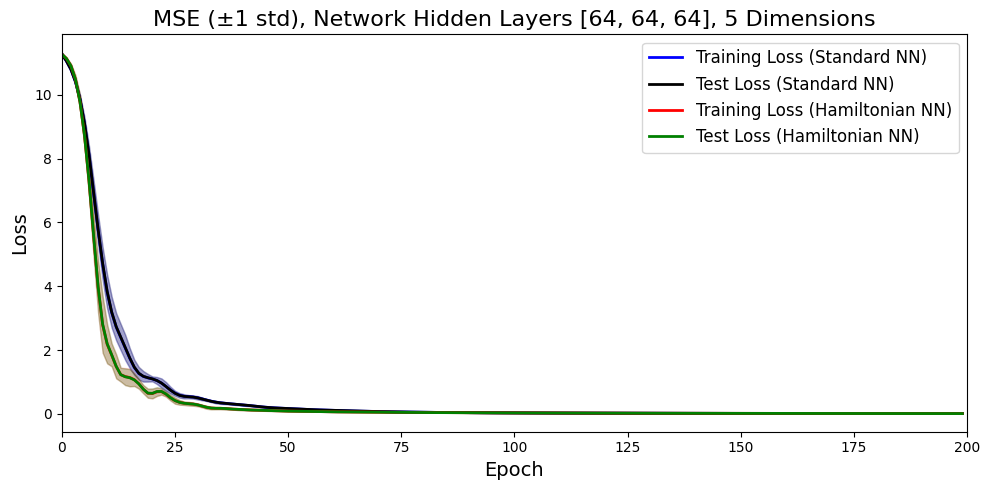 MSE (±1 std), Network Hidden Layers [64, 64, 64], 5 Dimensions
Training Loss (Standard NN)
Test Loss (Standard NN)
Training Loss (Hamiltonian NN)
Test Loss (Hamiltonian NN)
Loss
10
8
6
4
2
0
0 25 50 75 100 125 150 175 200
Epoch